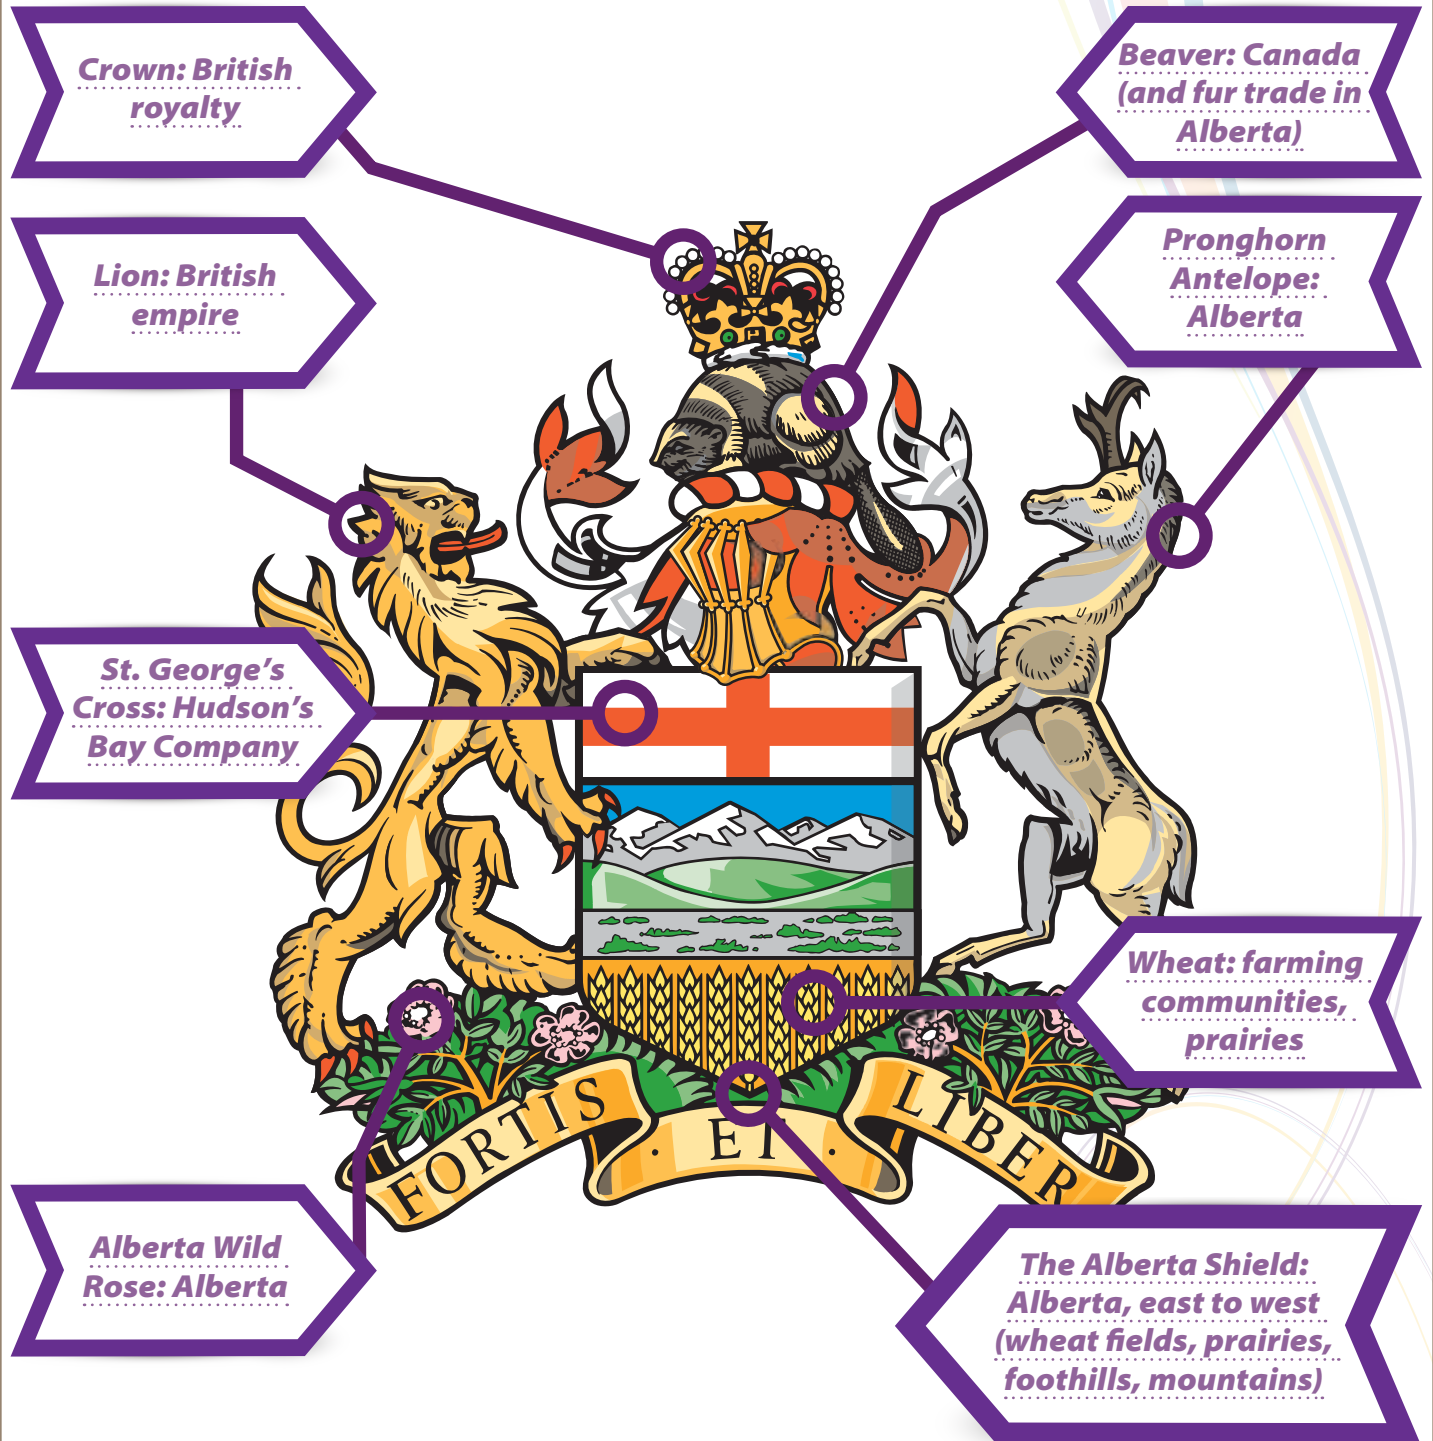 Crown: British
royalty
Beaver: Canada
(and fur trade in
Alberta)
Lion: British
empire
Pronghorn
Antelope:
Alberta
St. George’s
Cross: Hudson’s
Bay Company
Wheat: farming
communities,
prairies
FORTIS · ET · LIBER
Alberta Wild
Rose: Alberta
The Alberta Shield:
Alberta, east to west
(wheat fields, prairies,
foothills, mountains)